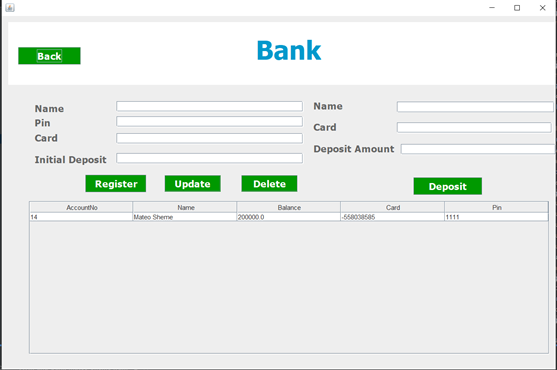 Bank
Back
Name
Pin
Card
Initial Deposit
Name
Card
Deposit Amount
Register Update Delete
Deposit
AccountNo Name Balance Card Pin
14 Mateo Sheme 200000.0 -558038585 1111